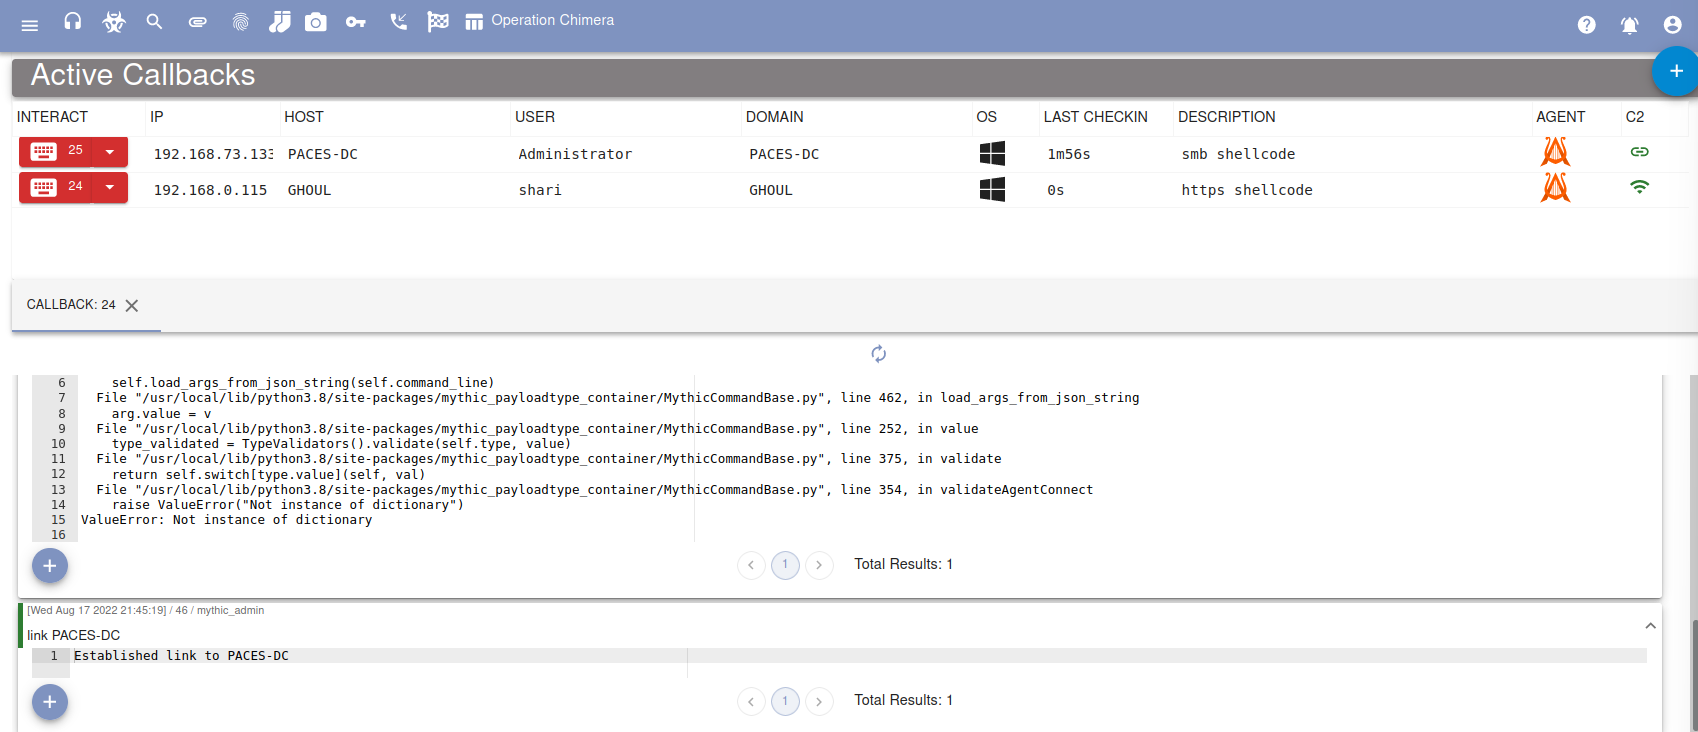 Operation Chimera
Active Callbacks
INTERACT IP HOST USER DOMAIN OS LAST CHECKIN DESCRIPTION AGENT C2
25 192.168.73.133 PACES-DC Administrator PACES-DC 1m56s smb shellcode
24 192.168.0.115 GHOUL shari GHOUL 0s https shellcode
CALLBACK: 24
6 self.load_args_from_json_string(self.command_line)
7 File "/usr/local/lib/python3.8/site-packages/mythic_payloadtype_container/MythicCommandBase.py", line 462, in load_args_from_json_string
8 arg.value = v
9 File "/usr/local/lib/python3.8/site-packages/mythic_payloadtype_container/MythicCommandBase.py", line 252, in value
10 type_validated = TypeValidators().validate(self.type, value)
11 File "/usr/local/lib/python3.8/site-packages/mythic_payloadtype_container/MythicCommandBase.py", line 375, in validate
12 return self.switch[type.value](self, val)
13 File "/usr/local/lib/python3.8/site-packages/mythic_payloadtype_container/MythicCommandBase.py", line 354, in validateAgentConnect
14 raise ValueError("Not instance of dictionary")
15 ValueError: Not instance of dictionary
16
1 Total Results: 1
[Wed Aug 17 2022 21:45:19] / 46 / mythic_admin
link PACES-DC
1 Established link to PACES-DC
1 Total Results: 1